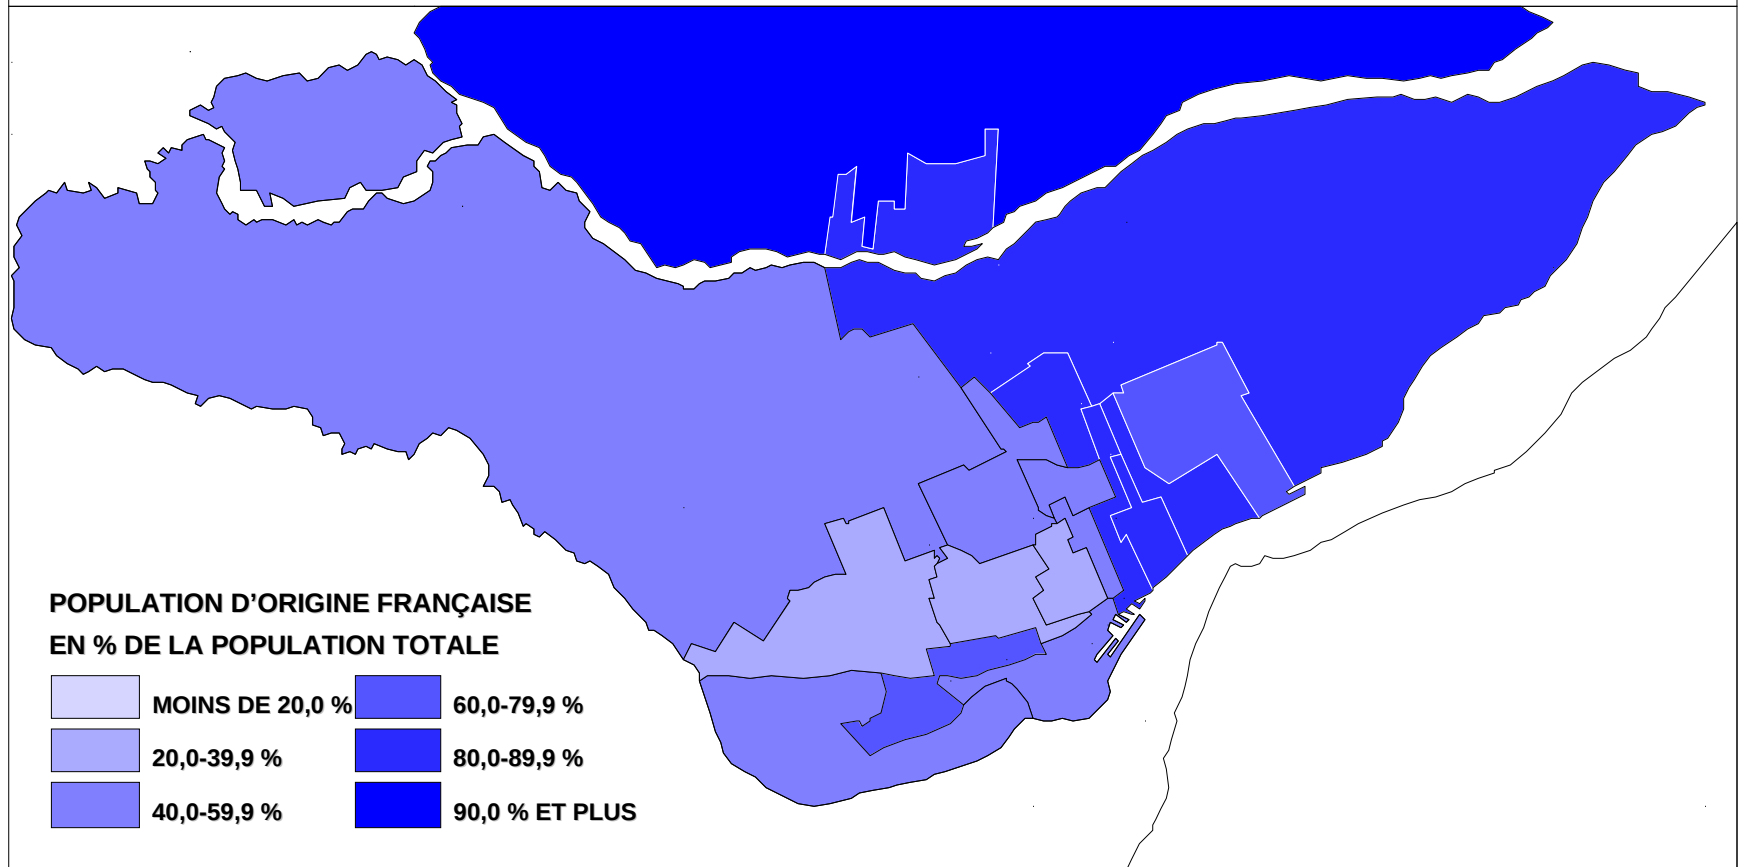 POPULATION D’ORIGINE FRANÇAISE
EN % DE LA POPULATION TOTALE
MOINS DE 20,0 %
20,0-39,9 %
40,0-59,9 %
60,0-79,9 %
80,0-89,9 %
90,0 % ET PLUS